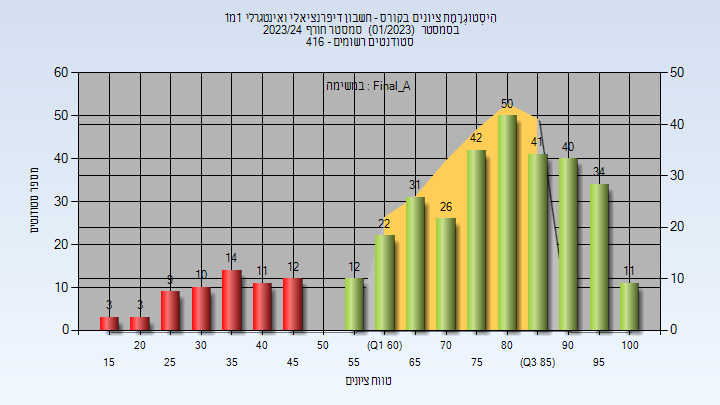 הִיסְטוֹגְרָמַת ציונים בקורס - חשבון דיפרנציאלי ואינטגרלי 1מ1
בסמסטר (01/2023) סמסטר חורף 2023/24
סטודנטים רשומים - 416
במשימה : Final_A
מספר סטודנטים
60 50 40 30 20 10 0
50 40 30 20 10 0
3 3 9 10 14 11 12 12 22 31 26 42 50 41 40 34 11
20 30 40 50 (Q1 60) 70 80 90 100
15 25 35 45 55 65 75 (Q3 85) 95
טווח ציונים